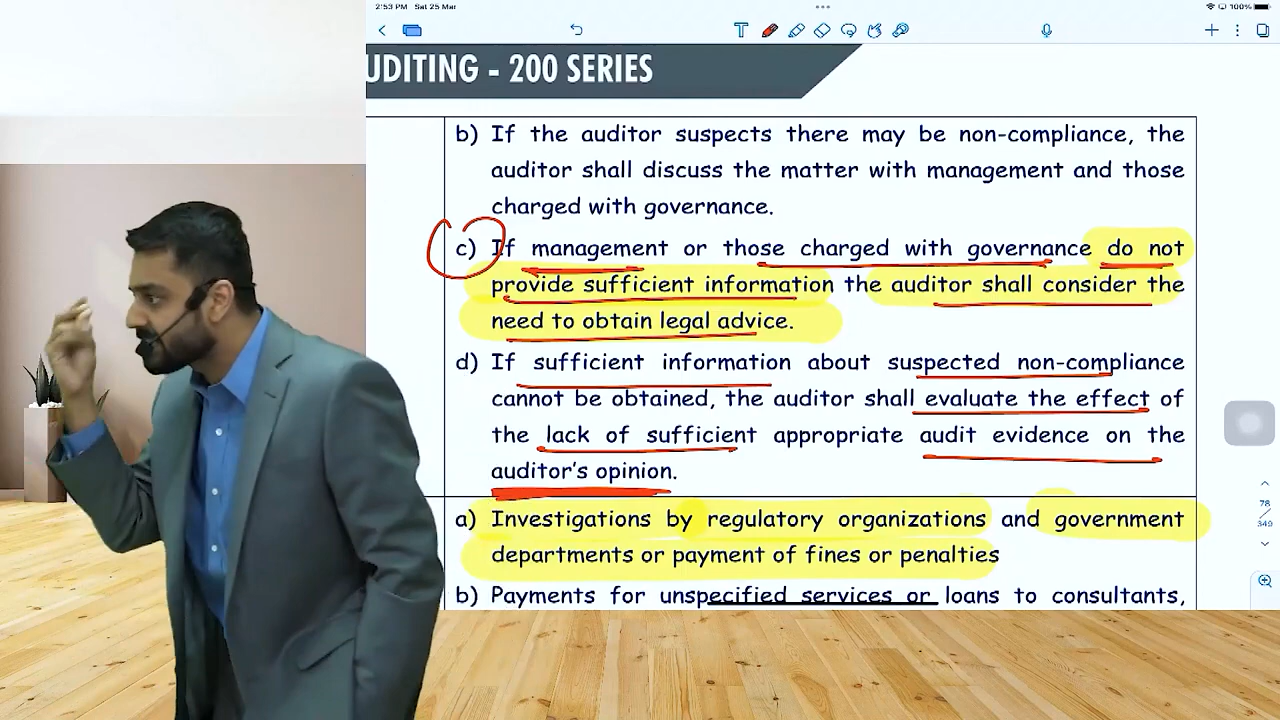 2:53 PM Sat 25 Mar
100%
UDITING - 200 SERIES
b) If the auditor suspects there may be non-compliance, the
auditor shall discuss the matter with management and those
charged with governance.
c) If management or those charged with governance do not
provide sufficient information the auditor shall consider the
need to obtain legal advice.
d) If sufficient information about suspected non-compliance
cannot be obtained, the auditor shall evaluate the effect of
the lack of sufficient appropriate audit evidence on the
auditor's opinion.
a) Investigations by regulatory organizations and government
departments or payment of fines or penalties
b) Payments for unspecified services or loans to consultants,
78
349